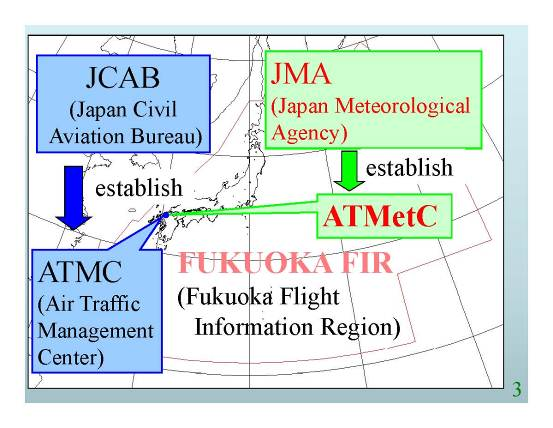 JCAB
(Japan Civil
Aviation Bureau)
JMA
(Japan Meteorological
Agency)
establish
establish
ATMetC
ATMC
(Air Traffic
Management
Center)
FUKUOKA FIR
(Fukuoka Flight
Information Region)
3